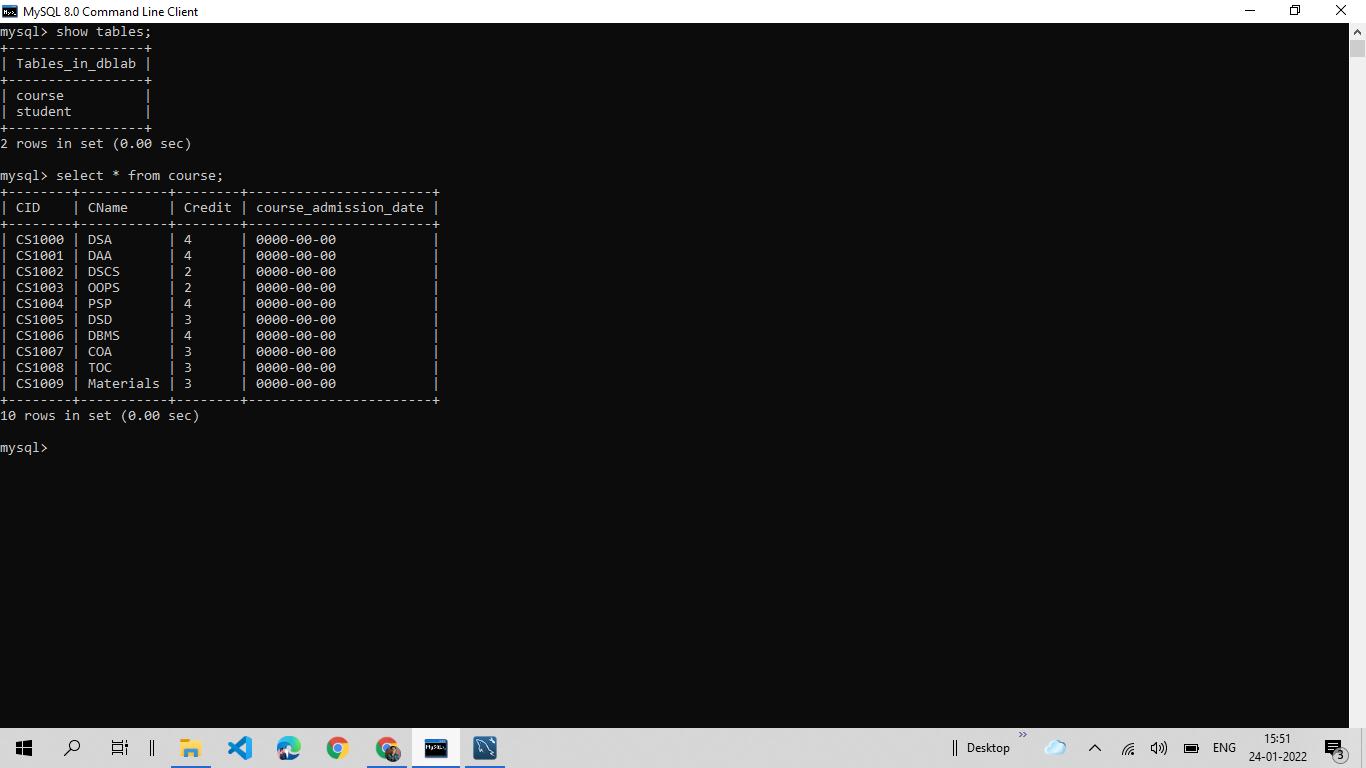 MySQL 8.0 Command Line Client
mysql> show tables;
+-----------------+
| Tables_in_dblab |
+-----------------+
| course          |
| student         |
+-----------------+
2 rows in set (0.00 sec)
mysql> select * from course;
+--------+-----------+--------+-----------------------+
| CID    | CName     | Credit | course_admission_date |
+--------+-----------+--------+-----------------------+
| CS1000 | DSA       | 4      | 0000-00-00            |
| CS1001 | DAA       | 4      | 0000-00-00            |
| CS1002 | DSCS      | 2      | 0000-00-00            |
| CS1003 | OOPS      | 2      | 0000-00-00            |
| CS1004 | PSP       | 4      | 0000-00-00            |
| CS1005 | DSD       | 3      | 0000-00-00            |
| CS1006 | DBMS      | 4      | 0000-00-00            |
| CS1007 | COA       | 3      | 0000-00-00            |
| CS1008 | TOC       | 3      | 0000-00-00            |
| CS1009 | Materials | 3      | 0000-00-00            |
+--------+-----------+--------+-----------------------+
10 rows in set (0.00 sec)
mysql>
Desktop
ENG
15:51
24-01-2022
3